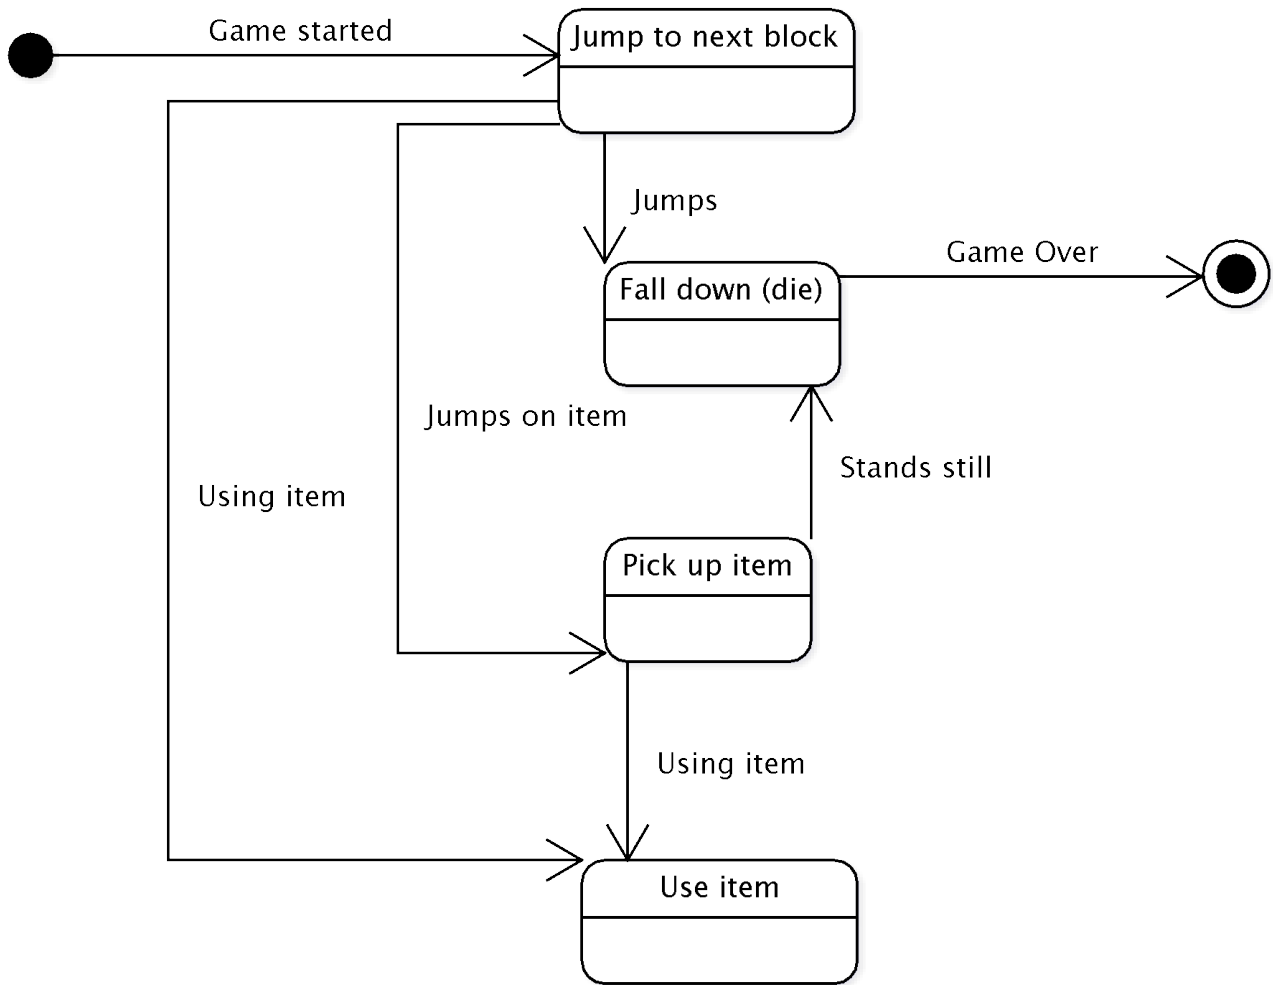 Game started
Jump to next block
Jumps
Game Over
Fall down (die)
Jumps on item
Stands still
Using item
Pick up item
Using item
Use item